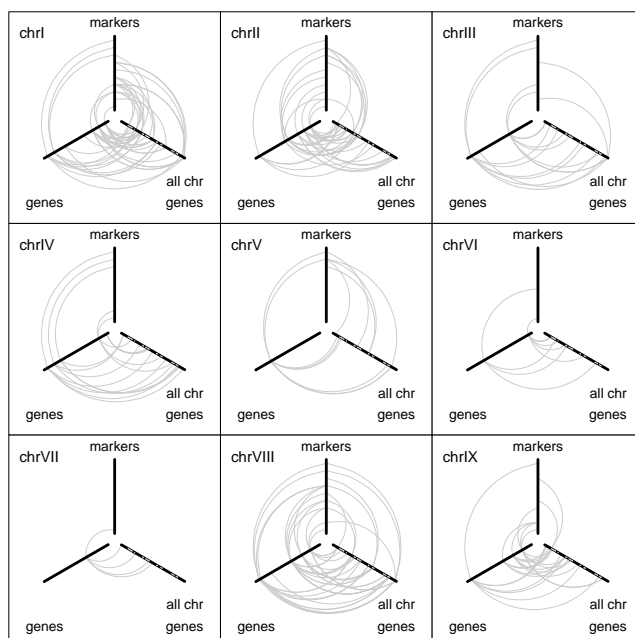 markers
chrI
all chr
genes
genes
markers
chrII
all chr
genes
genes
markers
chrIII
all chr
genes
genes
markers
chrIV
all chr
genes
genes
markers
chrV
all chr
genes
genes
markers
chrVI
all chr
genes
genes
markers
chrVII
all chr
genes
genes
markers
chrVIII
all chr
genes
genes
markers
chrIX
all chr
genes
genes